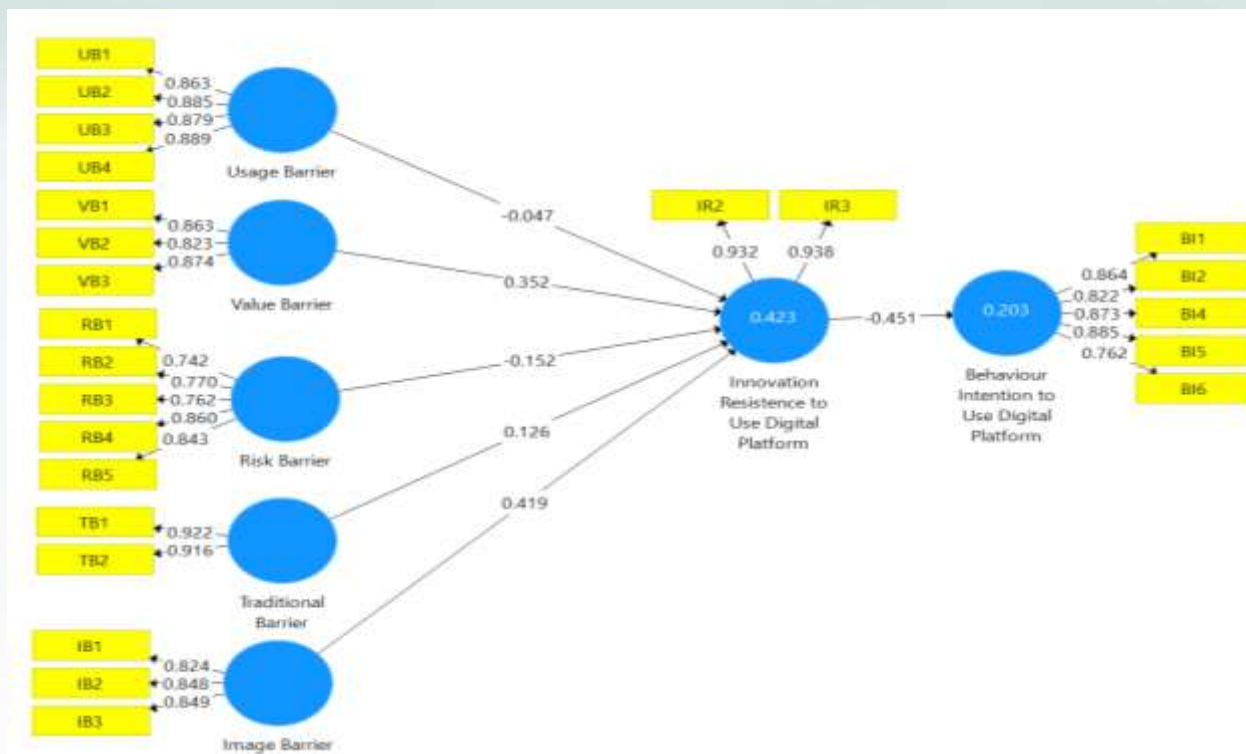 UB1
UB2
UB3
UB4
0.863
0.885
0.879
0.889
Usage Barrier
VB1
VB2
VB3
0.863
0.823
0.874
Value Barrier
RB1
RB2
RB3
RB4
RB5
0.742
0.770
0.762
0.860
0.843
Risk Barrier
TB1
TB2
0.922
0.916
Traditional
Barrier
IB1
IB2
IB3
0.824
0.848
0.849
Image Barrier
-0.047
0.352
-0.152
0.126
0.419
IR2
IR3
0.932
0.938
0.423
Innovation
Resistence to
Use Digital
Platform
-0.451
0.203
Behaviour
Intention to
Use Digital
Platform
0.864
0.822
0.873
0.885
0.762
BI1
BI2
BI4
BI5
BI6